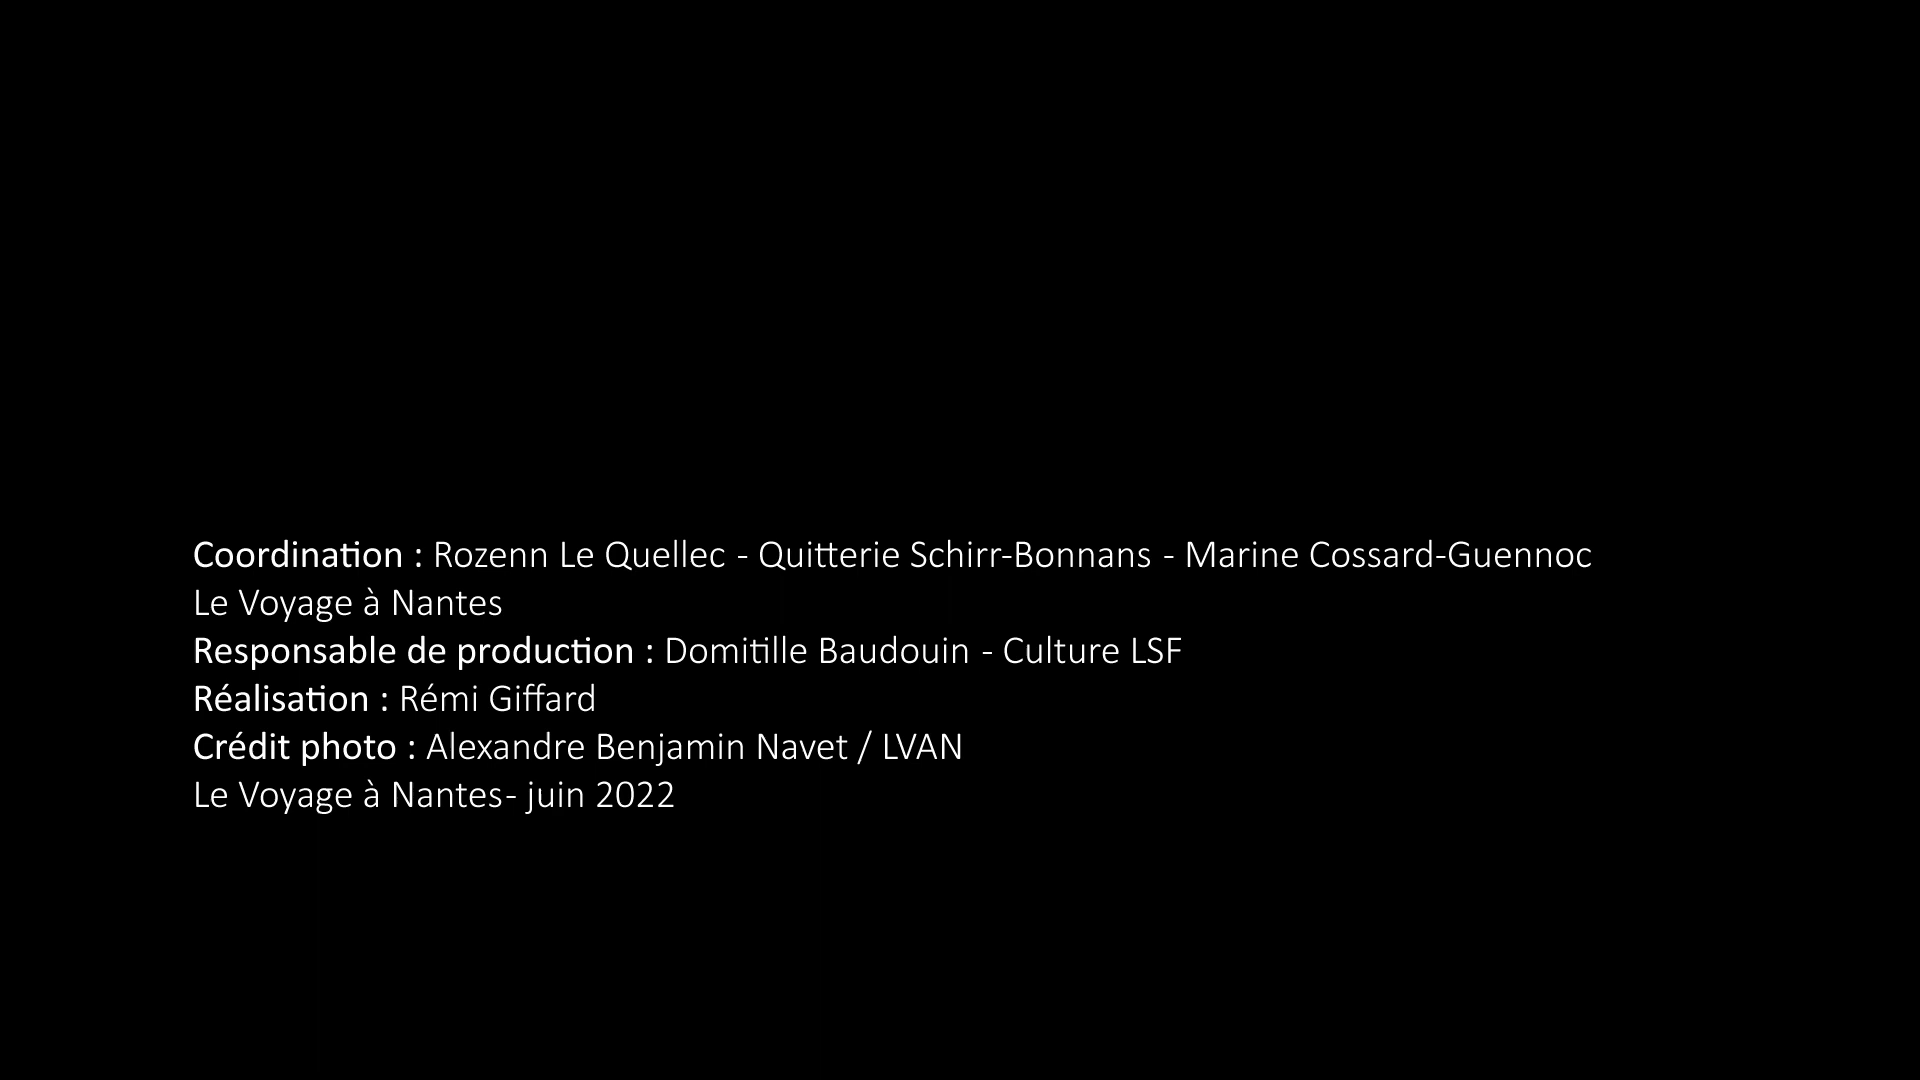 Coordination : Rozenn Le Quellec - Quitterie Schirr-Bonnans - Marine Cossard-Guennoc
Le Voyage à Nantes
Responsable de production : Domitille Baudouin - Culture LSF
Réalisation : Rémi Giffard
Crédit photo : Alexandre Benjamin Navet / LVAN
Le Voyage à Nantes - juin 2022